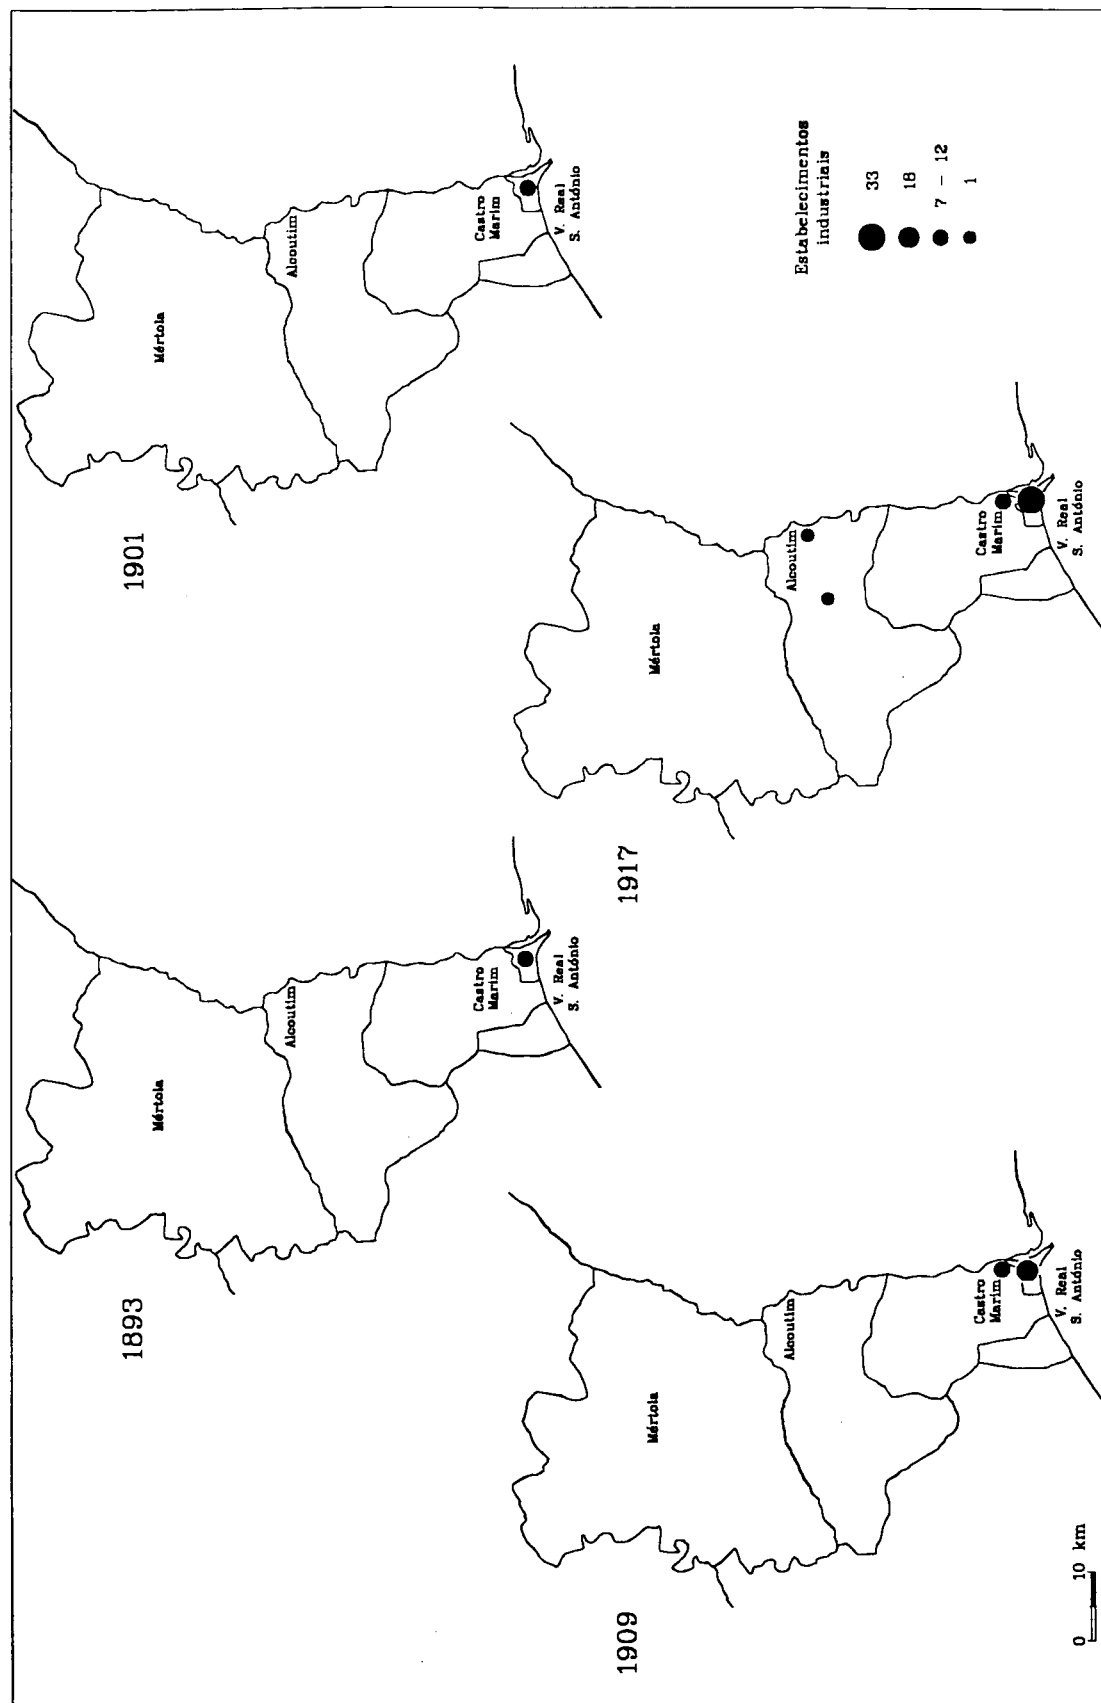 1893
Mértola
Alcoutim
Castro
Marim
V. Real
S. António
1901
Mértola
Alcoutim
Castro
Marim
V. Real
S. António
1909
Mértola
Alcoutim
Castro
Marim
V. Real
S. António
0 10 km
1917
Mértola
Alcoutim
Castro
Marim
V. Real
S. António
Estabelecimentos
industriais
33
18
7 - 12
1